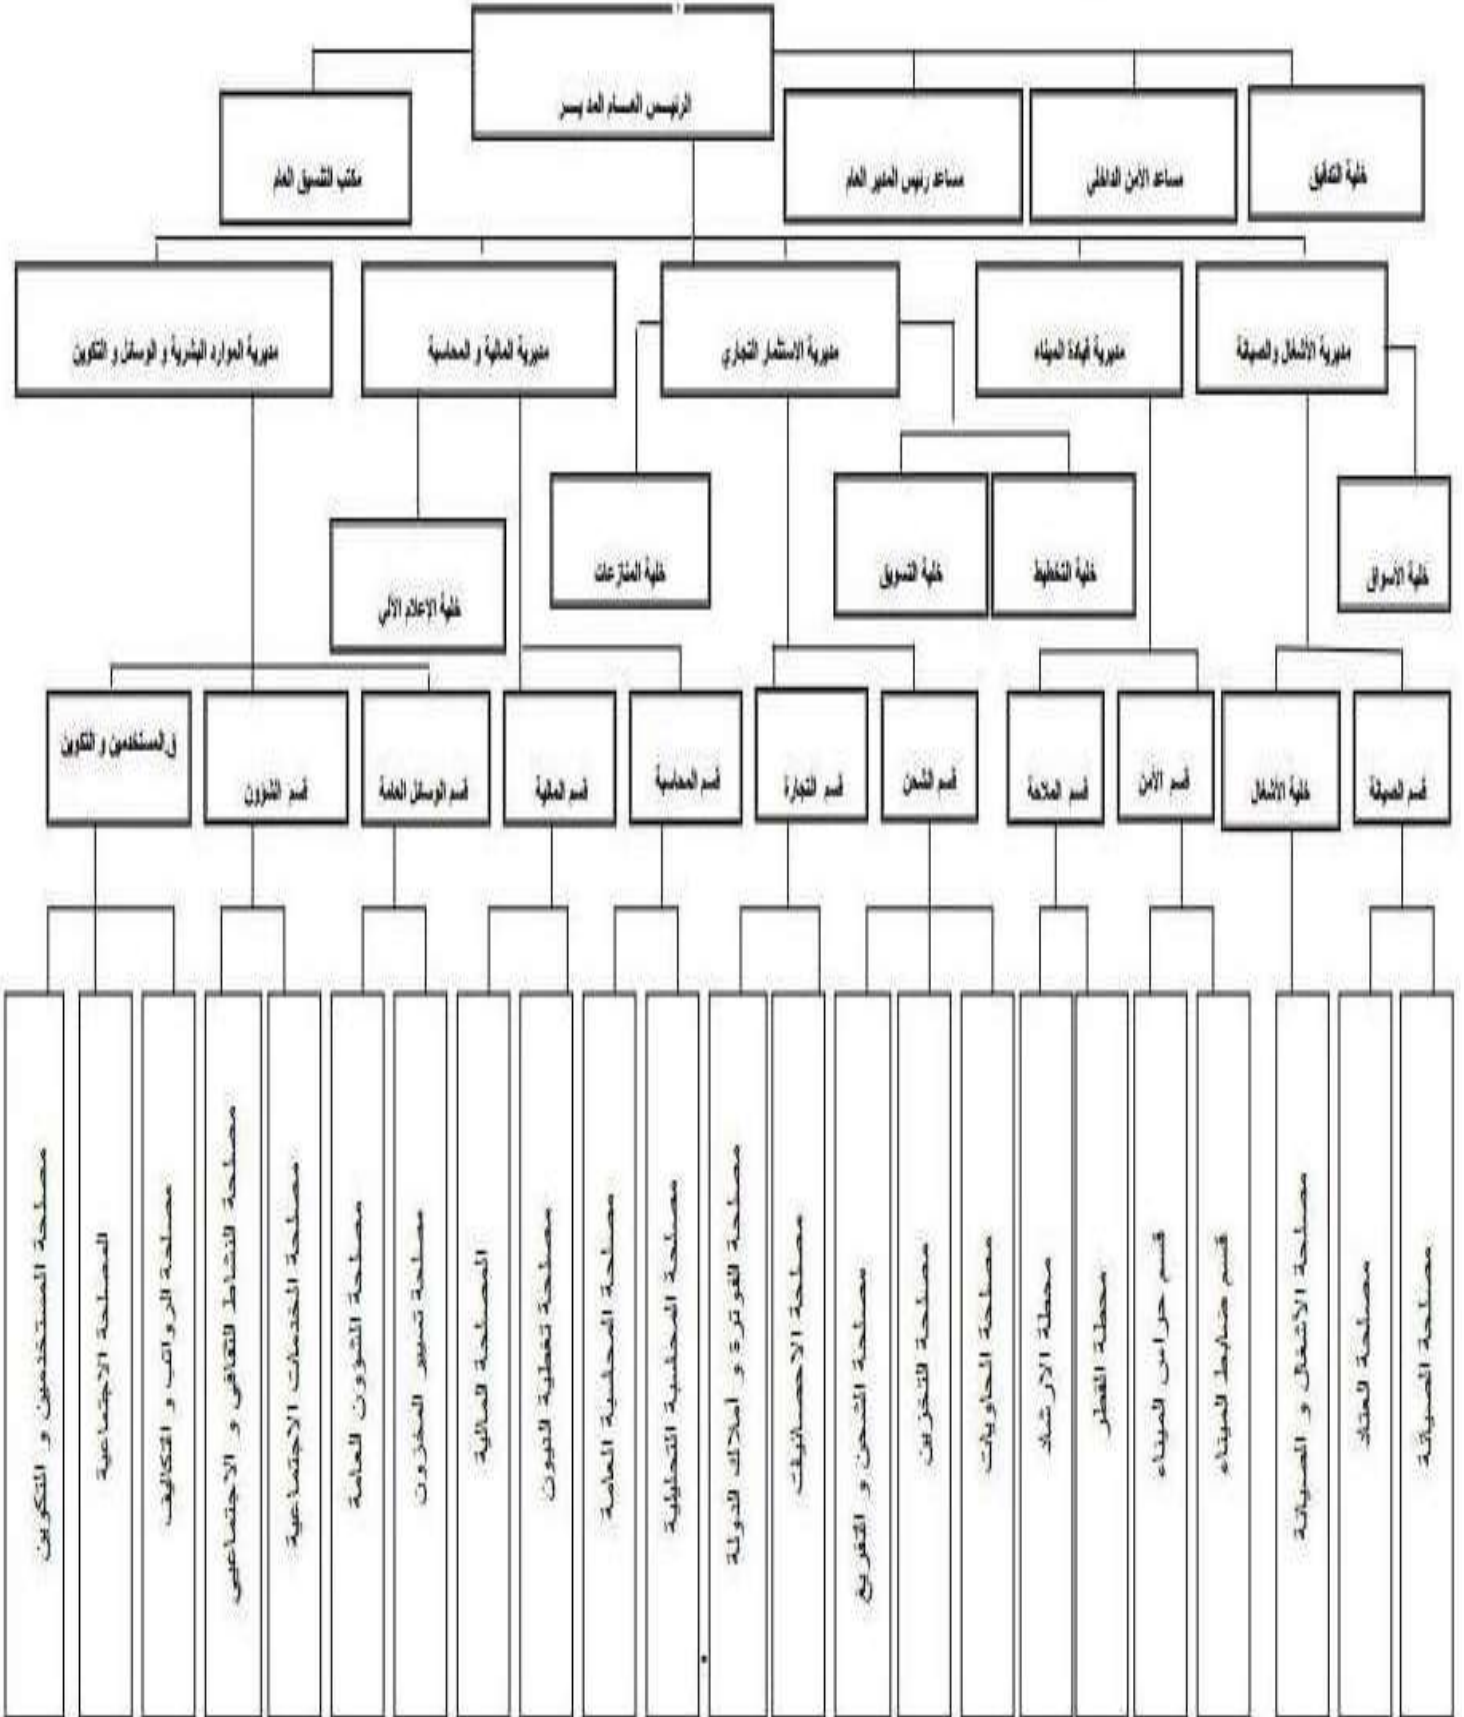 الرئيس العام المدير
خلية التدقيق
مساعد الأمن الداخلي
مساعد رئيس المدير العام
مكتب التنسيق العام
مديرية الأشغال والصيانة
مديرية قيادة الميناء
مديرية الاستثمار التجاري
مديرية المالية و المحاسبة
مديرية الموارد البشرية و الوسائل و التكوين
خلية الأسواق
خلية التخطيط
خلية التسويق
خلية المنازعات
خلية الإعلام الآلي
قسم الصيانة
خلية الأشغال
قسم الأمن
قسم الملاحة
قسم الشحن
قسم التجارة
قسم المحاسبة
قسم المالية
قسم الوسائل العامة
قسم الشؤون
ق.المستخدمين و التكوين
مصلحة الصيانة
مصلحة العتاد
مصلحة الاشغال و الصيانة
قسم ضابط الميناء
قسم حراس الميناء
محطة القطر
محطة الارشاد
مصلحة الحاويات
مصلحة التخزين
مصلحة الشحن و التفريغ
مصلحة الاحصائيات
مصلحة الفوترة و أملاك الدولة
مصلحة المحاسبة التحليلية
مصلحة المحاسبة العامة
مصلحة تغطية الديون
المصلحة المالية
مصلحة تسيير المخزون
مصلحة الشؤون العامة
مصلحة الخدمات الاجتماعية
مصلحة النشاط الثقافي و الاجتماعي
مصلحة الرواتب و التكاليف
المصلحة الاجتماعية
مصلحة المستخدمين و التكوين